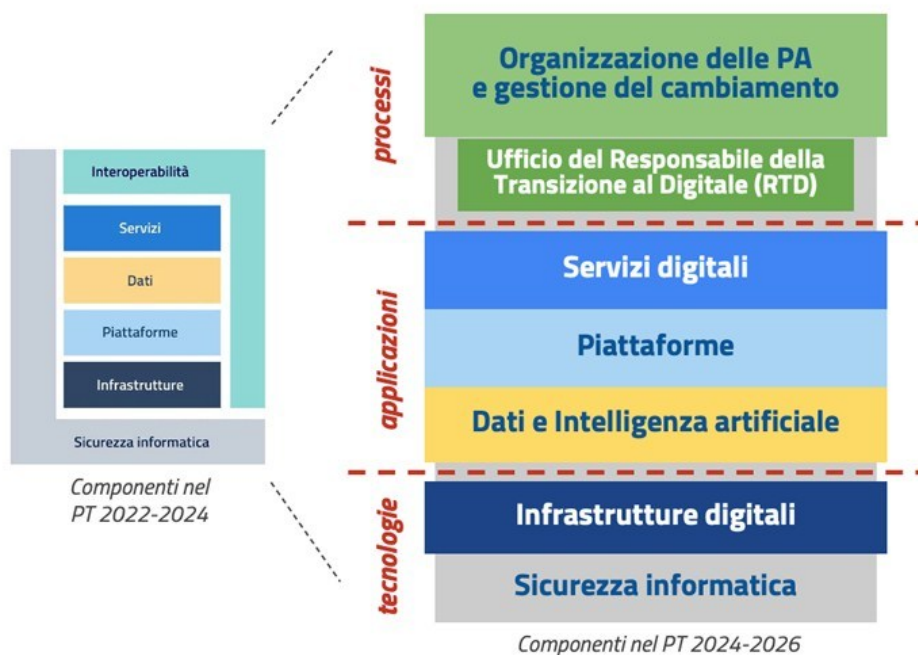 Interoperabilità
Servizi
Dati
Piattaforme
Infrastrutture
Sicurezza informatica
Componenti nel
PT 2022-2024
processi
Organizzazione delle PA
e gestione del cambiamento
Ufficio del Responsabile della
Transizione al Digitale (RTD)
applicazioni
Servizi digitali
Piattaforme
Dati e Intelligenza artificiale
tecnologie
Infrastrutture digitali
Sicurezza informatica
Componenti nel PT 2024-2026